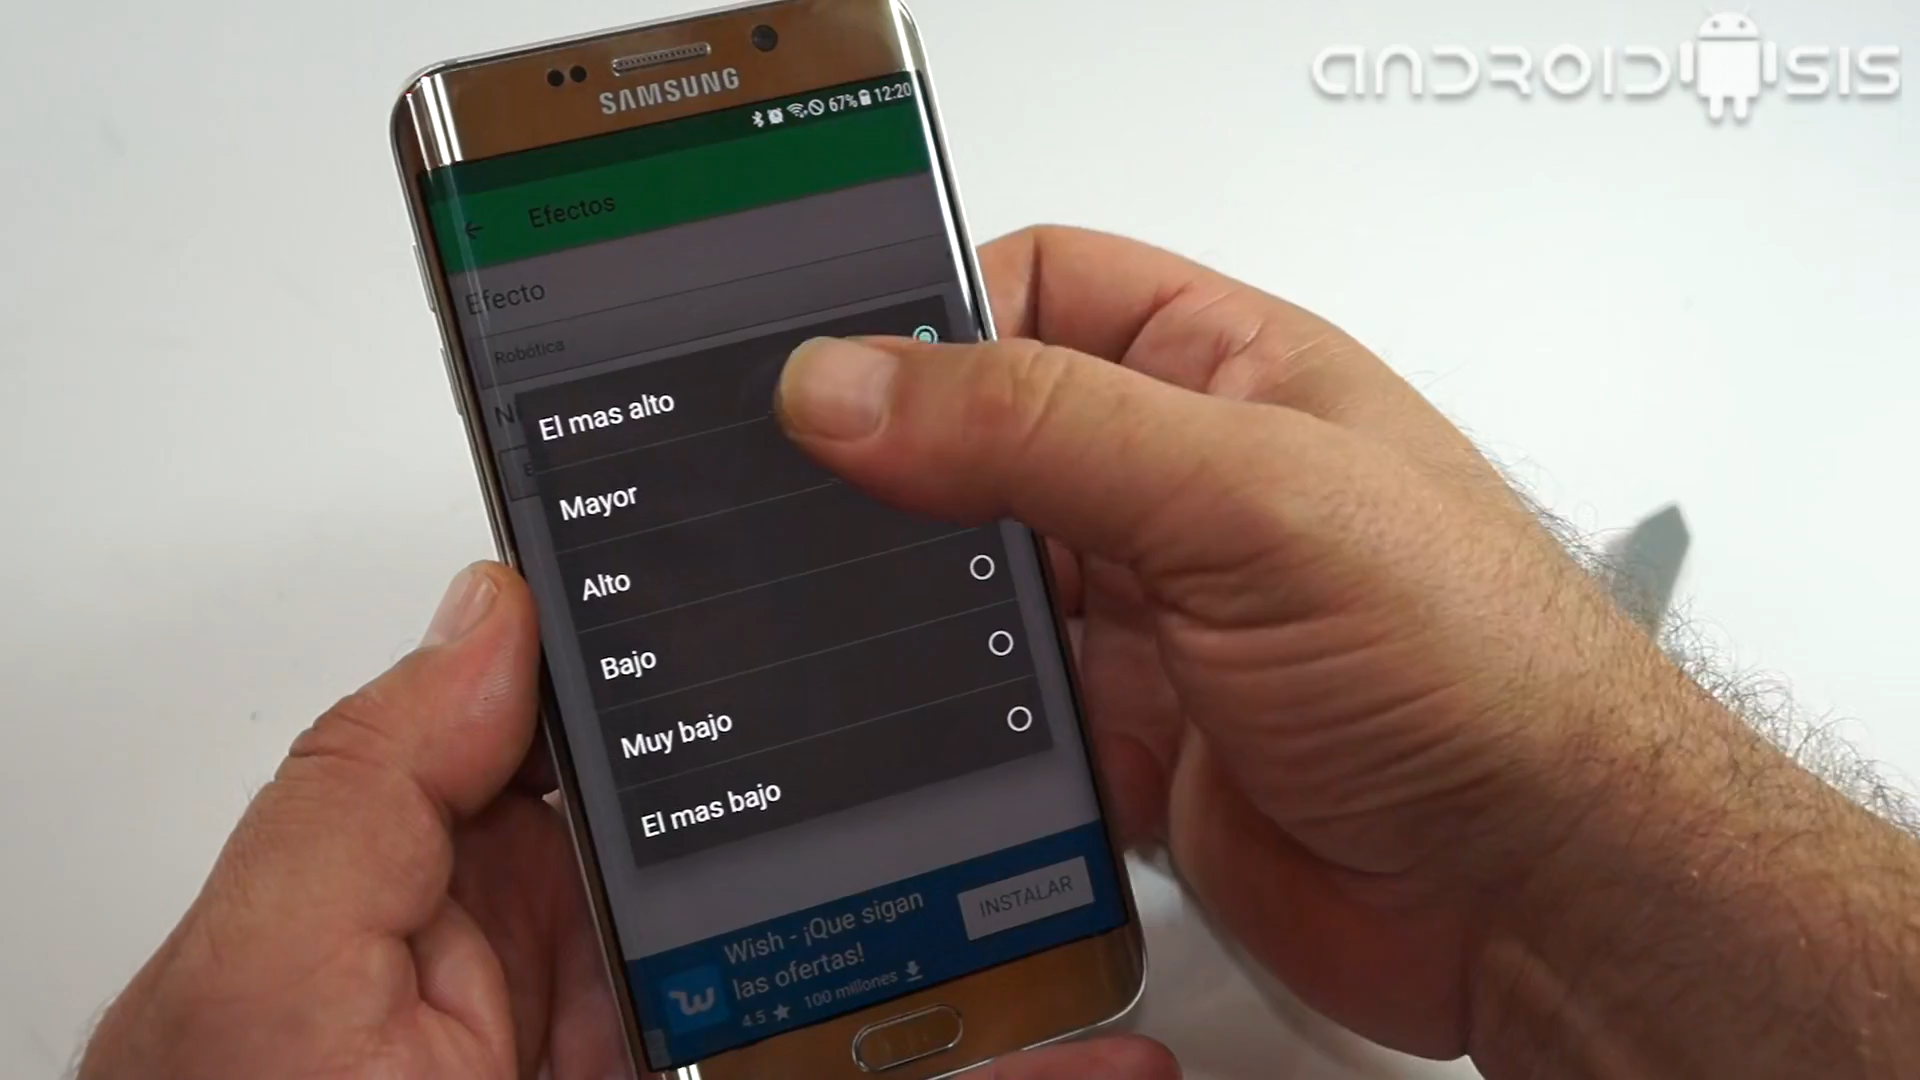 ANDROIDSIS
SAMSUNG
67% 12:20
Efectos
Efecto
Robótica
El mas alto
Mayor
Alto
Bajo
Muy bajo
El mas bajo
Wish - ¡Que sigan
las ofertas!
4.5 ★ 100 millones
INSTALAR